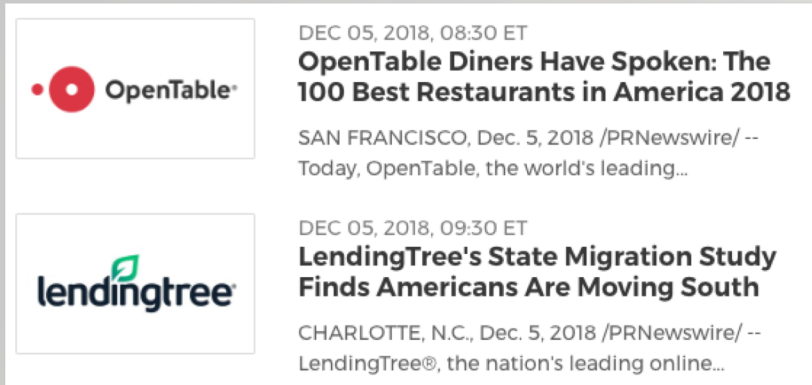 OpenTable®
DEC 05, 2018, 08:30 ET
OpenTable Diners Have Spoken: The
100 Best Restaurants in America 2018
SAN FRANCISCO, Dec. 5, 2018 /PRNewswire/ --
Today, OpenTable, the world's leading...
lendingtree®
DEC 05, 2018, 09:30 ET
LendingTree's State Migration Study
Finds Americans Are Moving South
CHARLOTTE, N.C., Dec. 5, 2018 /PRNewswire/ --
LendingTree®, the nation's leading online...